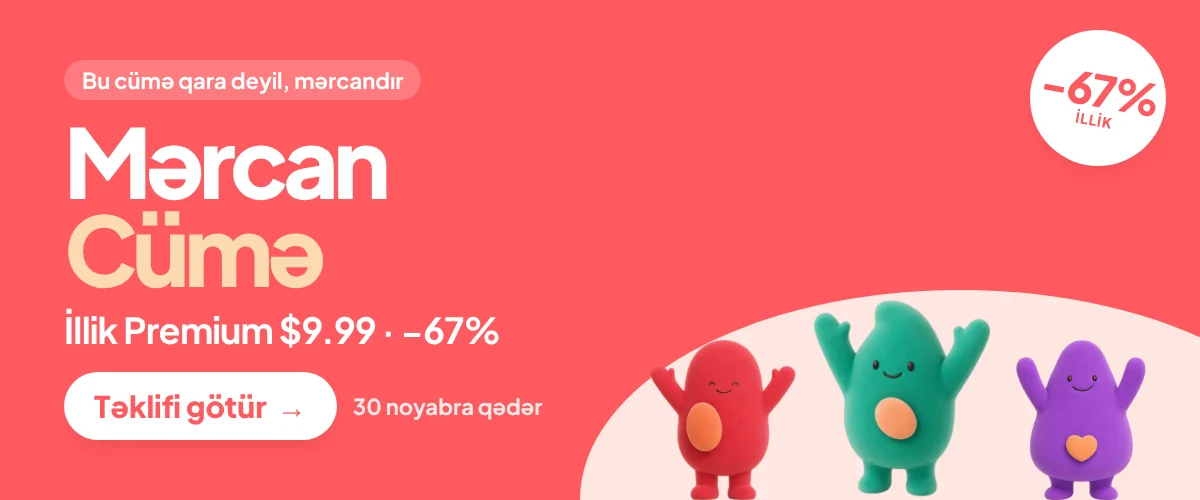 Bu cümə qara deyil, mərcandır
Mərcan
Cümə
İllik Premium $9.99 · −67%
Təklifi götür →
30 noyabra qədər
−67%
İLLİK